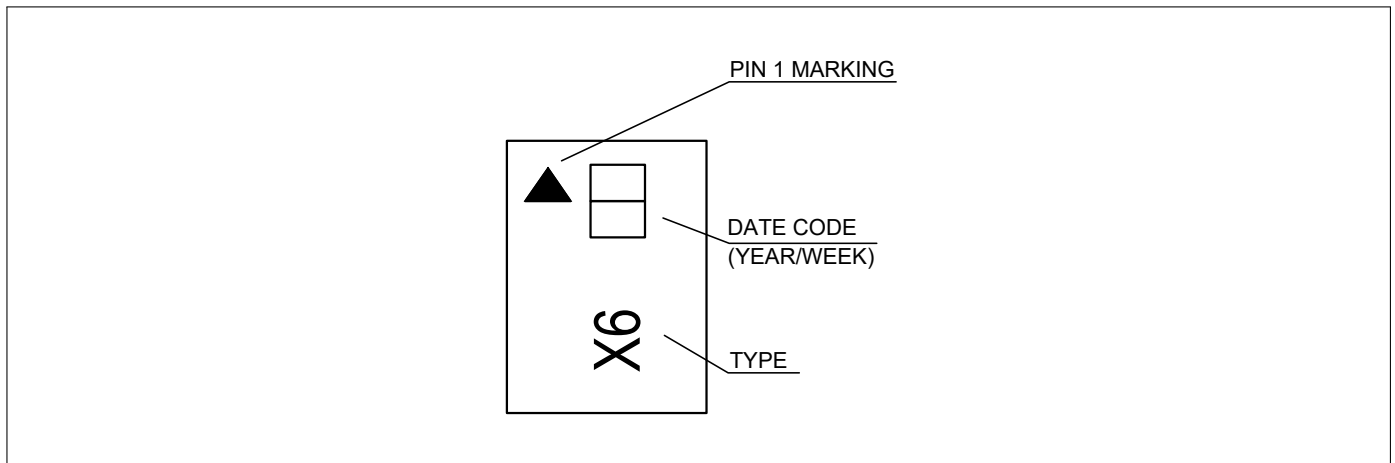 PIN 1 MARKING
DATE CODE
(YEAR/WEEK)
X6
TYPE